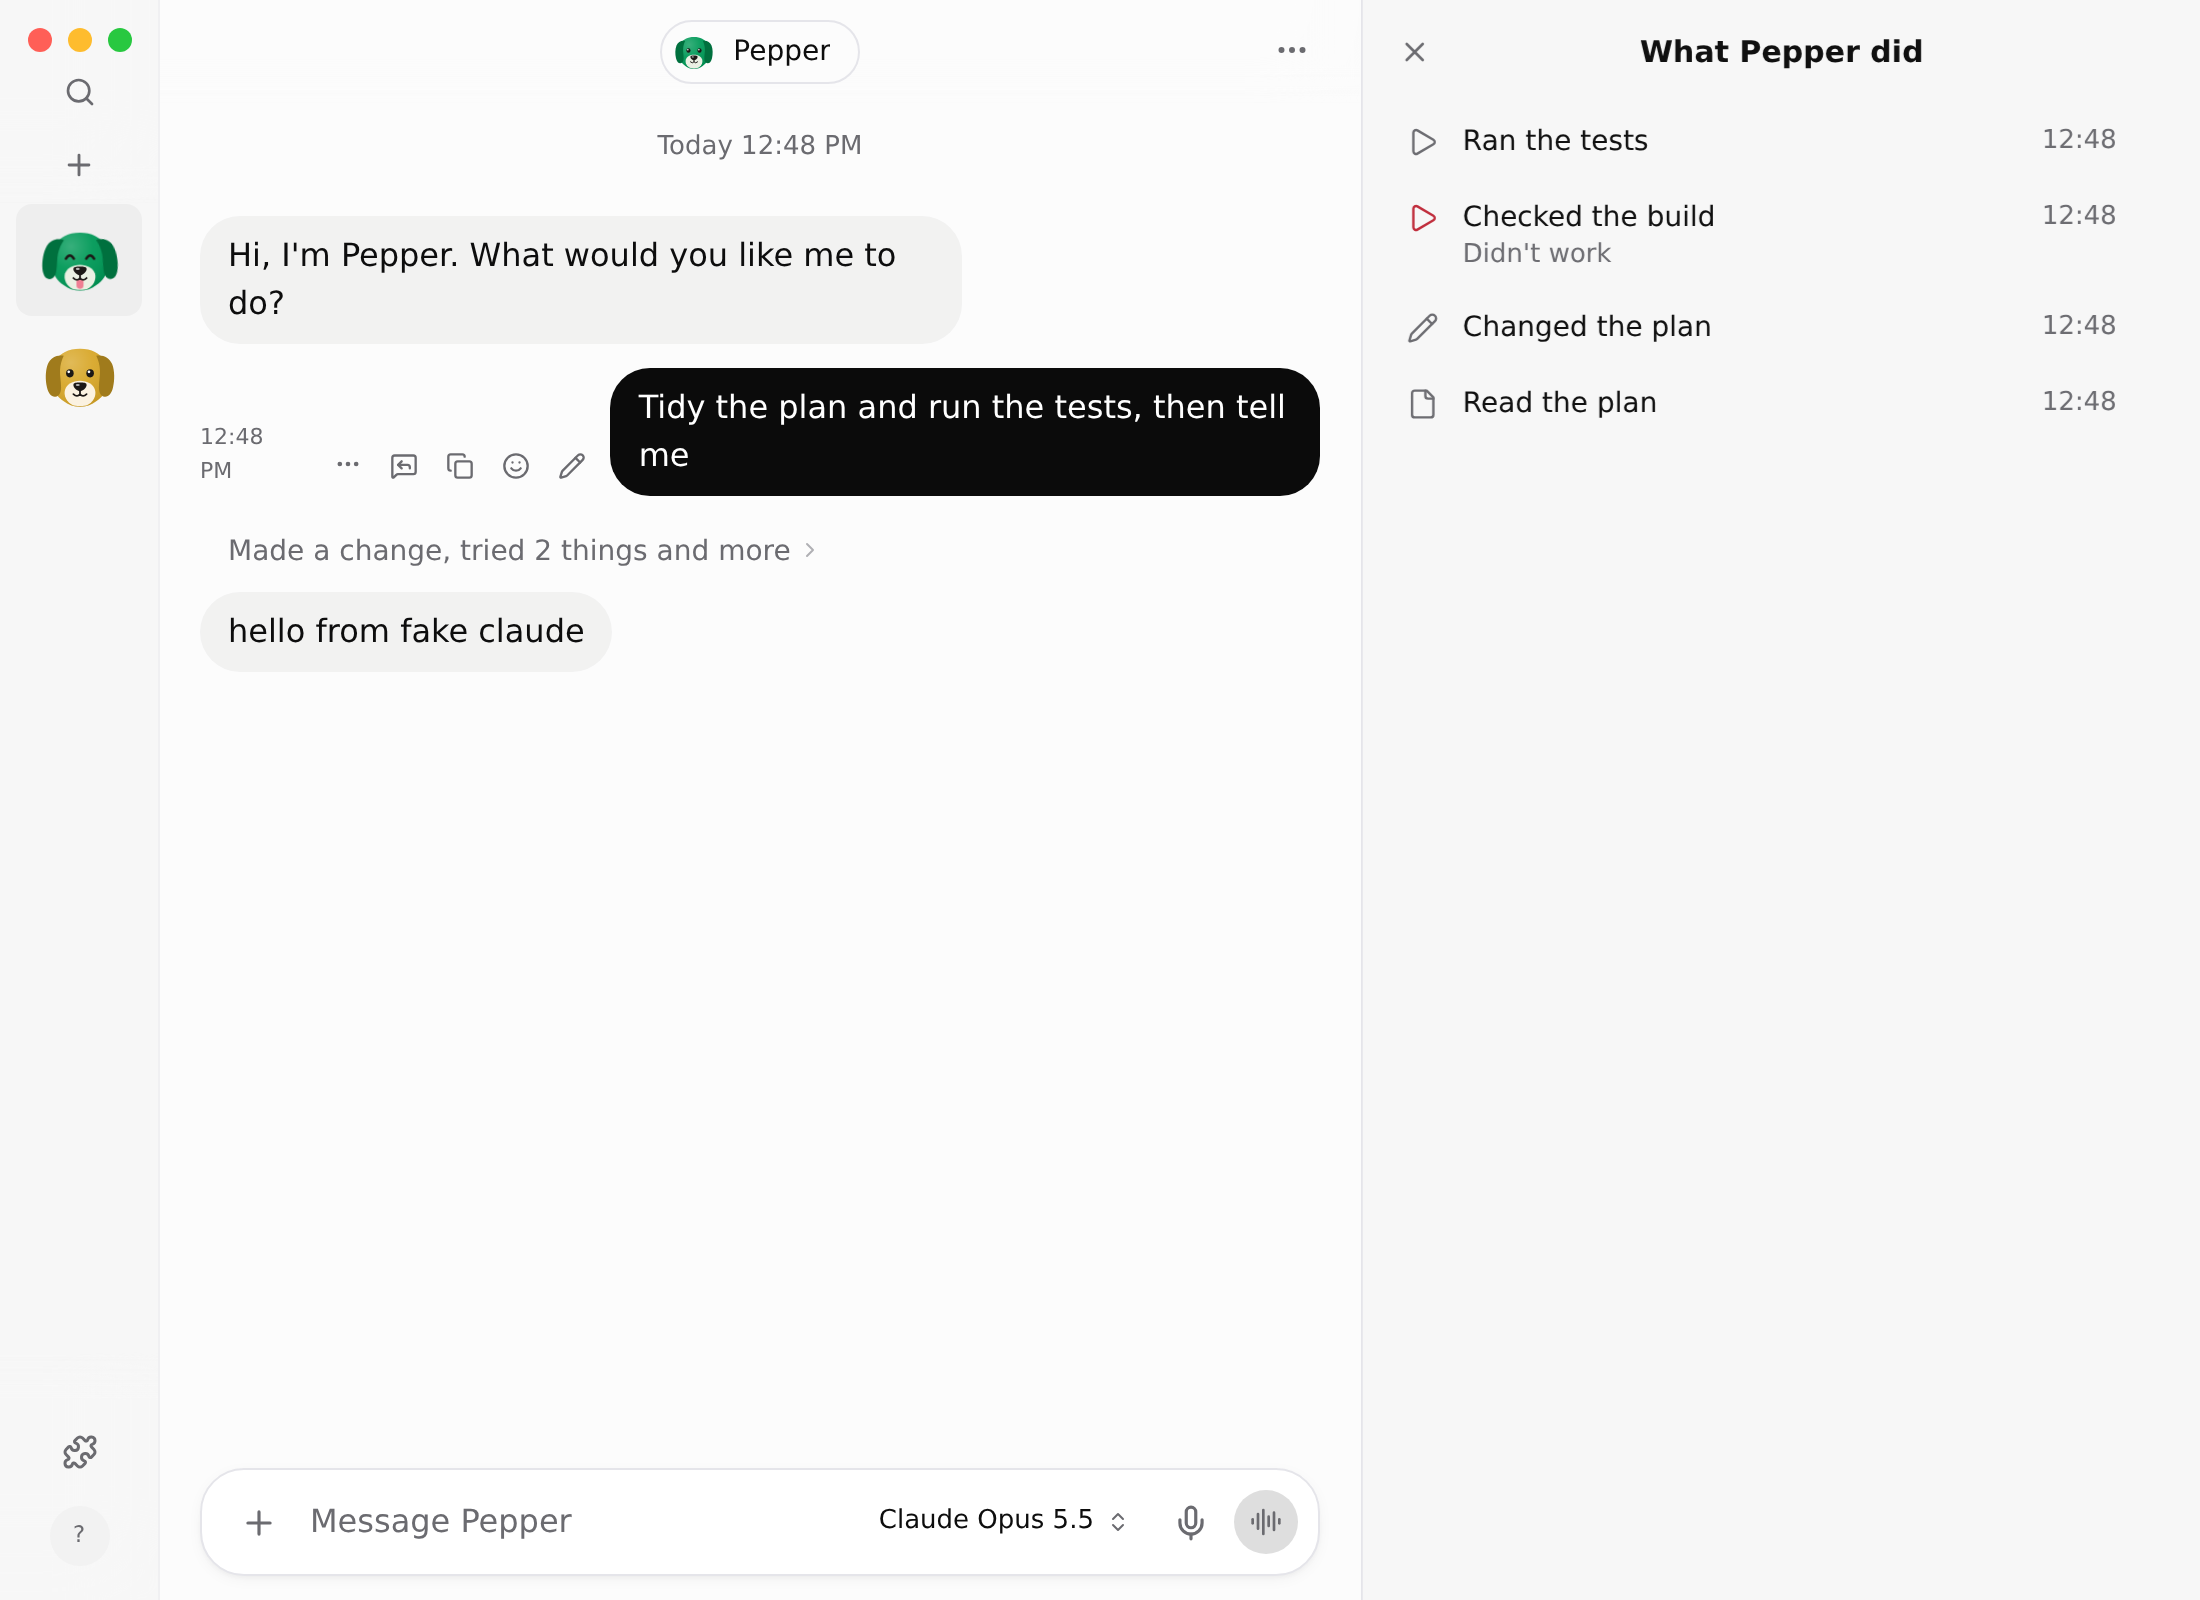 Pepper
Today 12:48 PM
Hi, I'm Pepper. What would you like me to
do?
Tidy the plan and run the tests, then tell
me
12:48
PM
Made a change, tried 2 things and more
hello from fake claude
Message Pepper
Claude Opus 5.5
?
What Pepper did
Ran the tests
12:48
Checked the build
12:48
Didn't work
Changed the plan
12:48
Read the plan
12:48